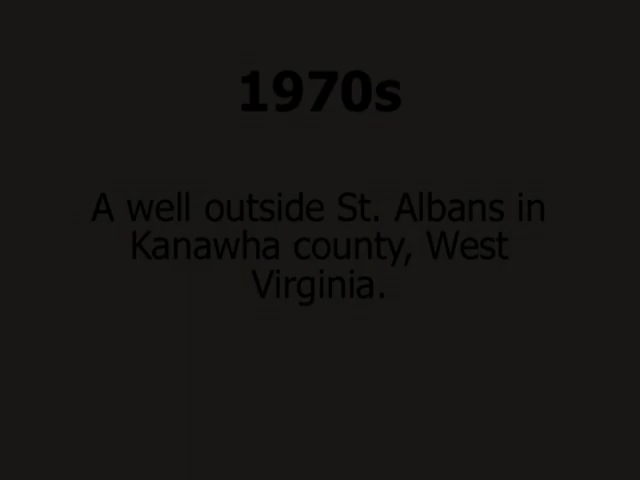 1970s
A well outside St. Albans in
Kanawha county, West
Virginia.